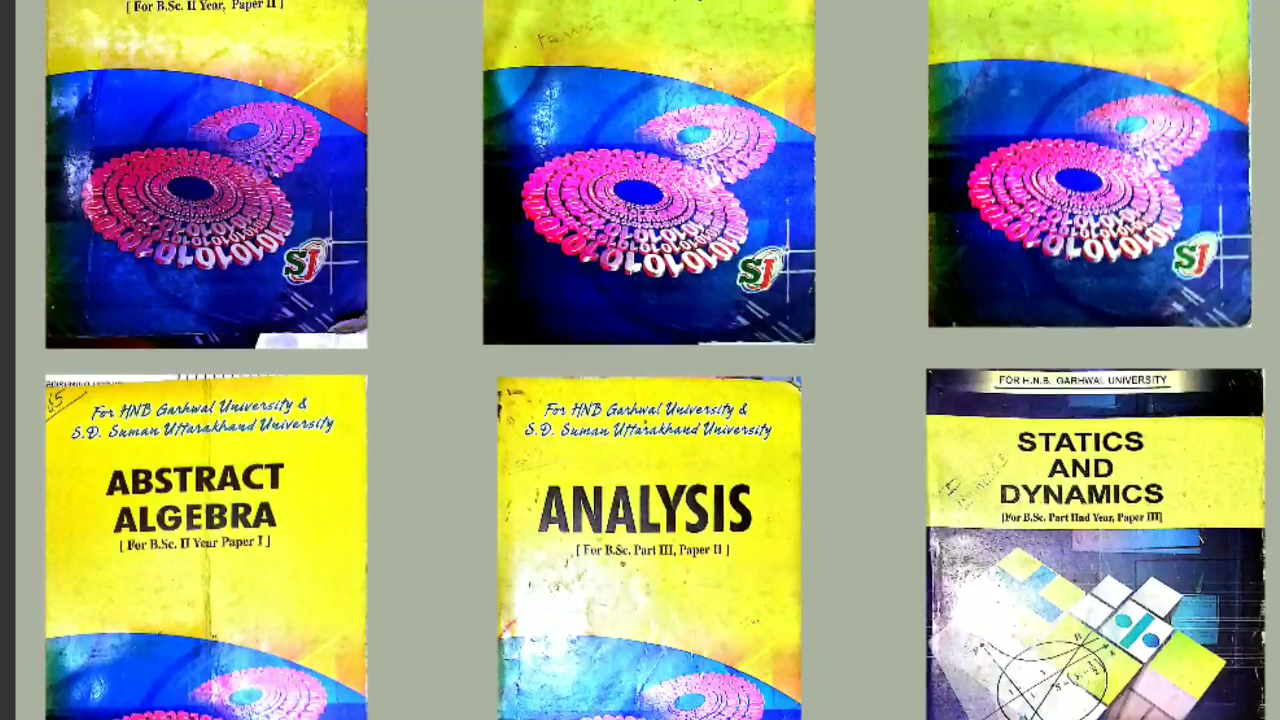 [ For B.Sc. II Year, Paper II ]
SJ
SJ
SJ
For HNB Garhwal University &
S.D. Suman Uttarakhand University
ABSTRACT
ALGEBRA
[ For B.Sc. II Year Paper I ]
For HNB Garhwal University &
S.D. Suman Uttarakhand University
ANALYSIS
[ For B.Sc. Part III, Paper II ]
FOR H.N.B. GARHWAL UNIVERSITY
STATICS
AND
DYNAMICS
[For B.Sc. Part IInd Year, Paper III]